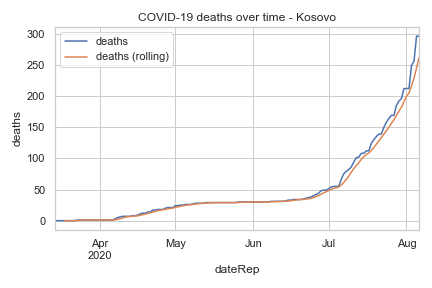 COVID-19 deaths over time - Kosovo
deaths
deaths (rolling)
300
250
200
150
100
50
0
deaths
Apr
2020
May
Jun
Jul
Aug
dateRep